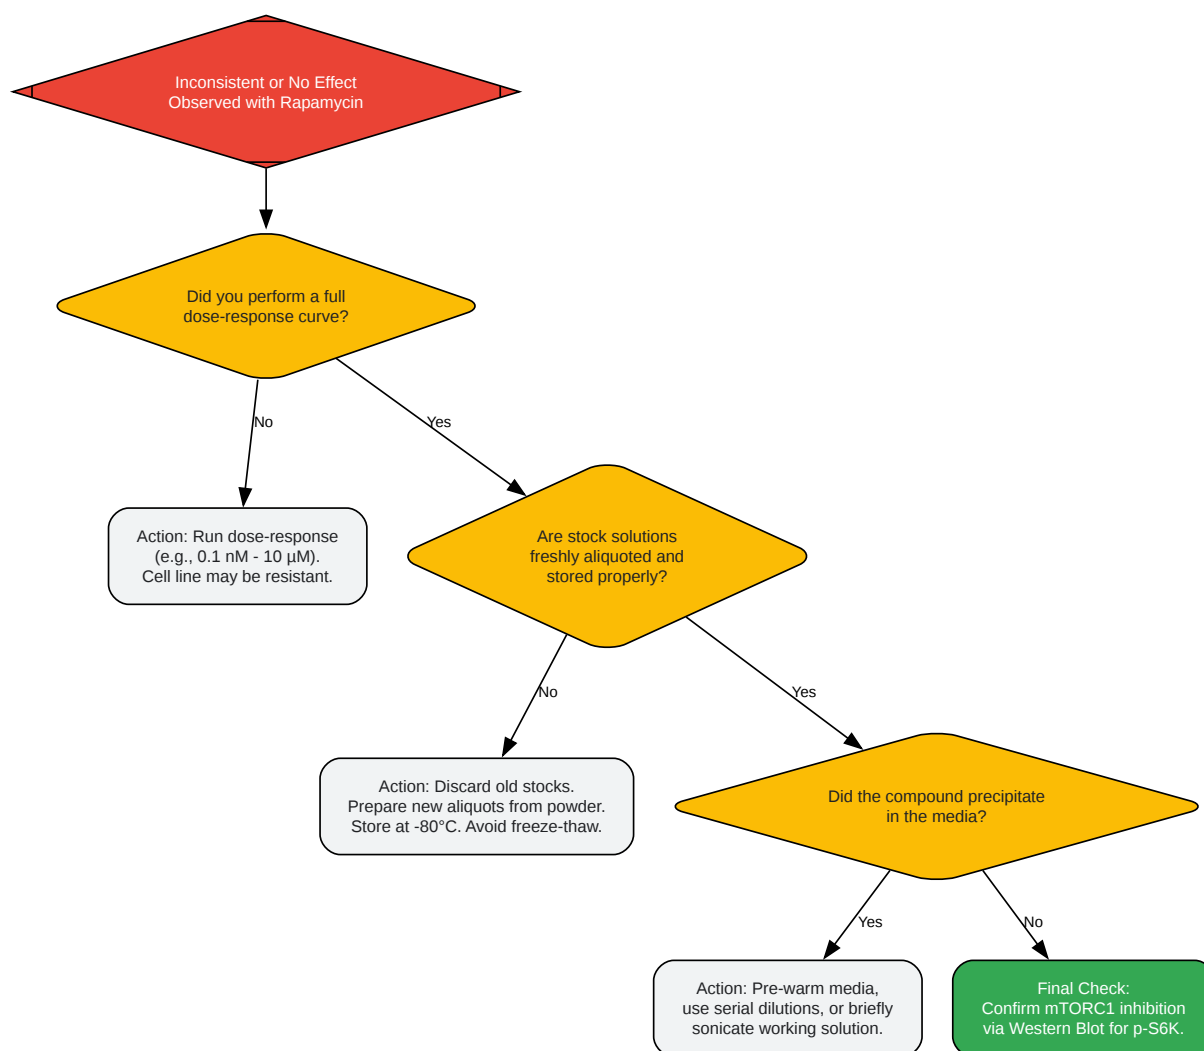 Inconsistent or No Effect
Observed with Rapamycin
Did you perform a full
dose-response curve?
No
Yes
Action: Run dose-response
(e.g., 0.1 nM - 10 µM).
Cell line may be resistant.
Are stock solutions
freshly aliquoted and
stored properly?
No
Yes
Action: Discard old stocks.
Prepare new aliquots from powder.
Store at -80°C. Avoid freeze-thaw.
Did the compound precipitate
in the media?
Yes
No
Action: Pre-warm media,
use serial dilutions, or briefly
sonicate working solution.
Final Check:
Confirm mTORC1 inhibition
via Western Blot for p-S6K.